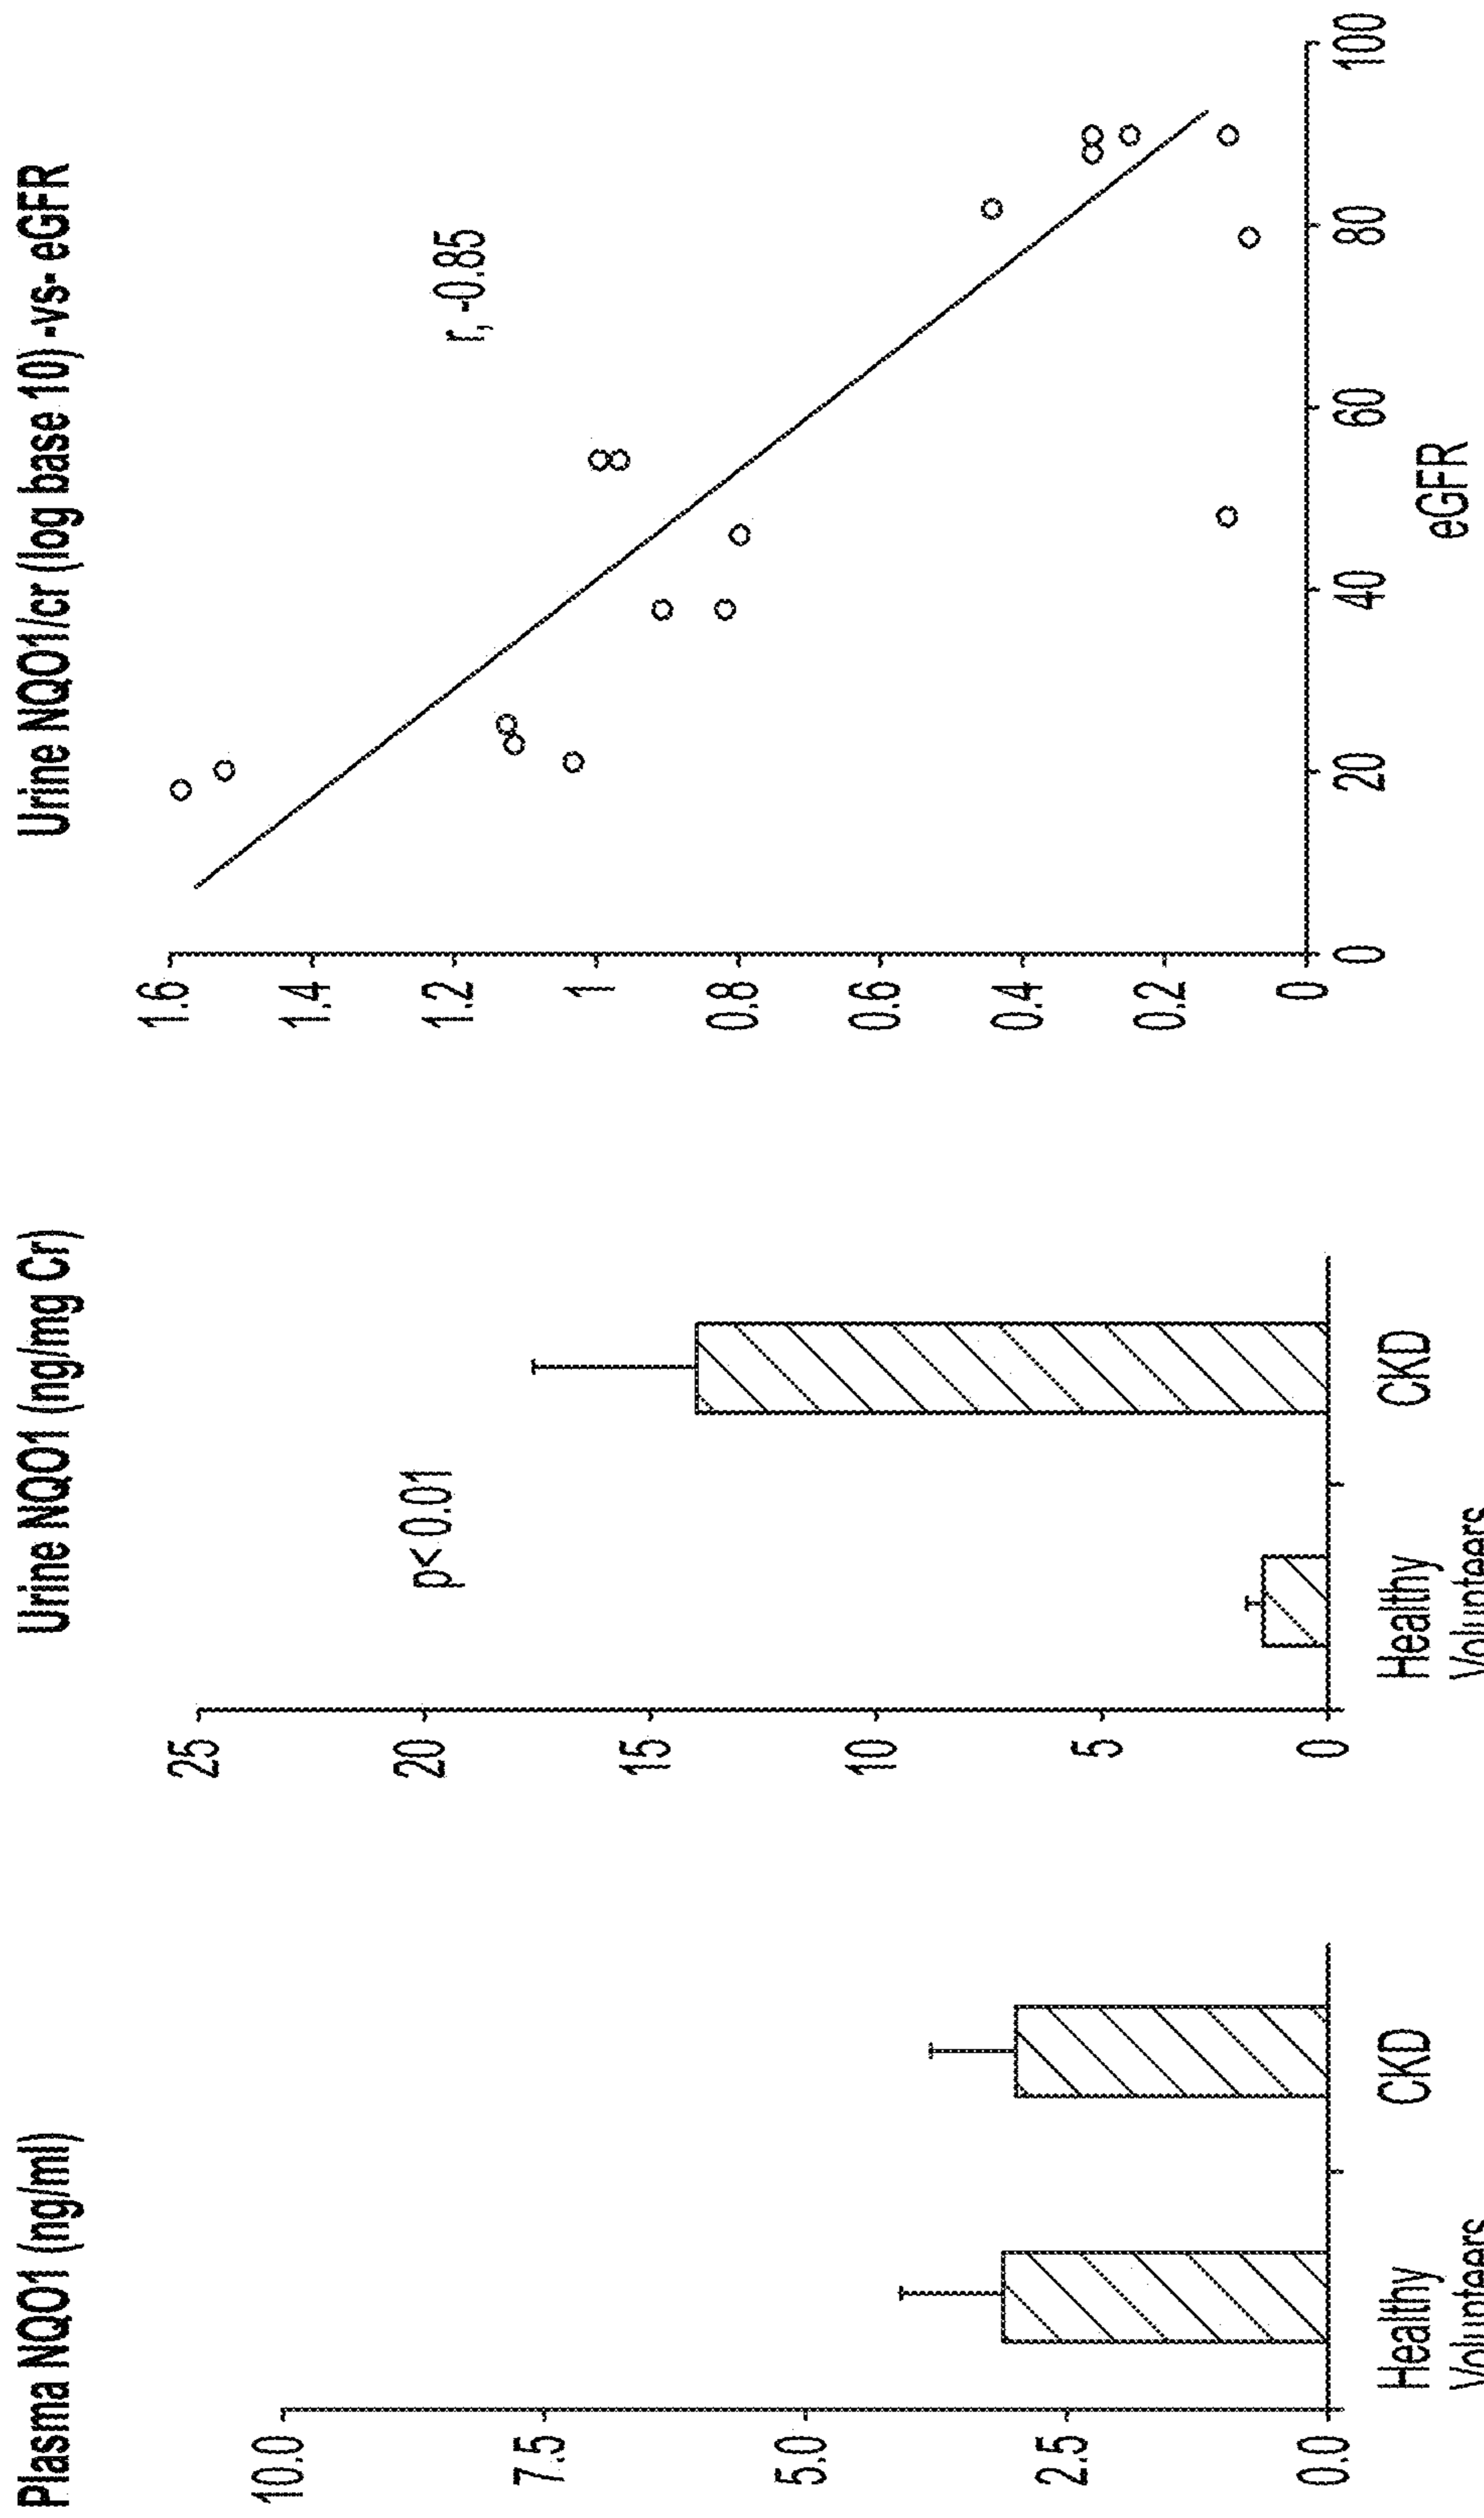 Plasma NQO1 (ng/ml)
10.0
7.5
5.0
2.5
0.0
Healthy
Volunteers
CKD
Urine NQO1 (ng/mg Cr)
25
20
15
10
5
0
p< 0.01
Healthy
Volunteers
CKD
Urine NQO1/cr (log base 10) -vs- eGFR
1.6
1.4
1.2
1
0.8
0.6
0.4
0.2
0
r, -0.85
0
20
40
60
80
100
eGFR